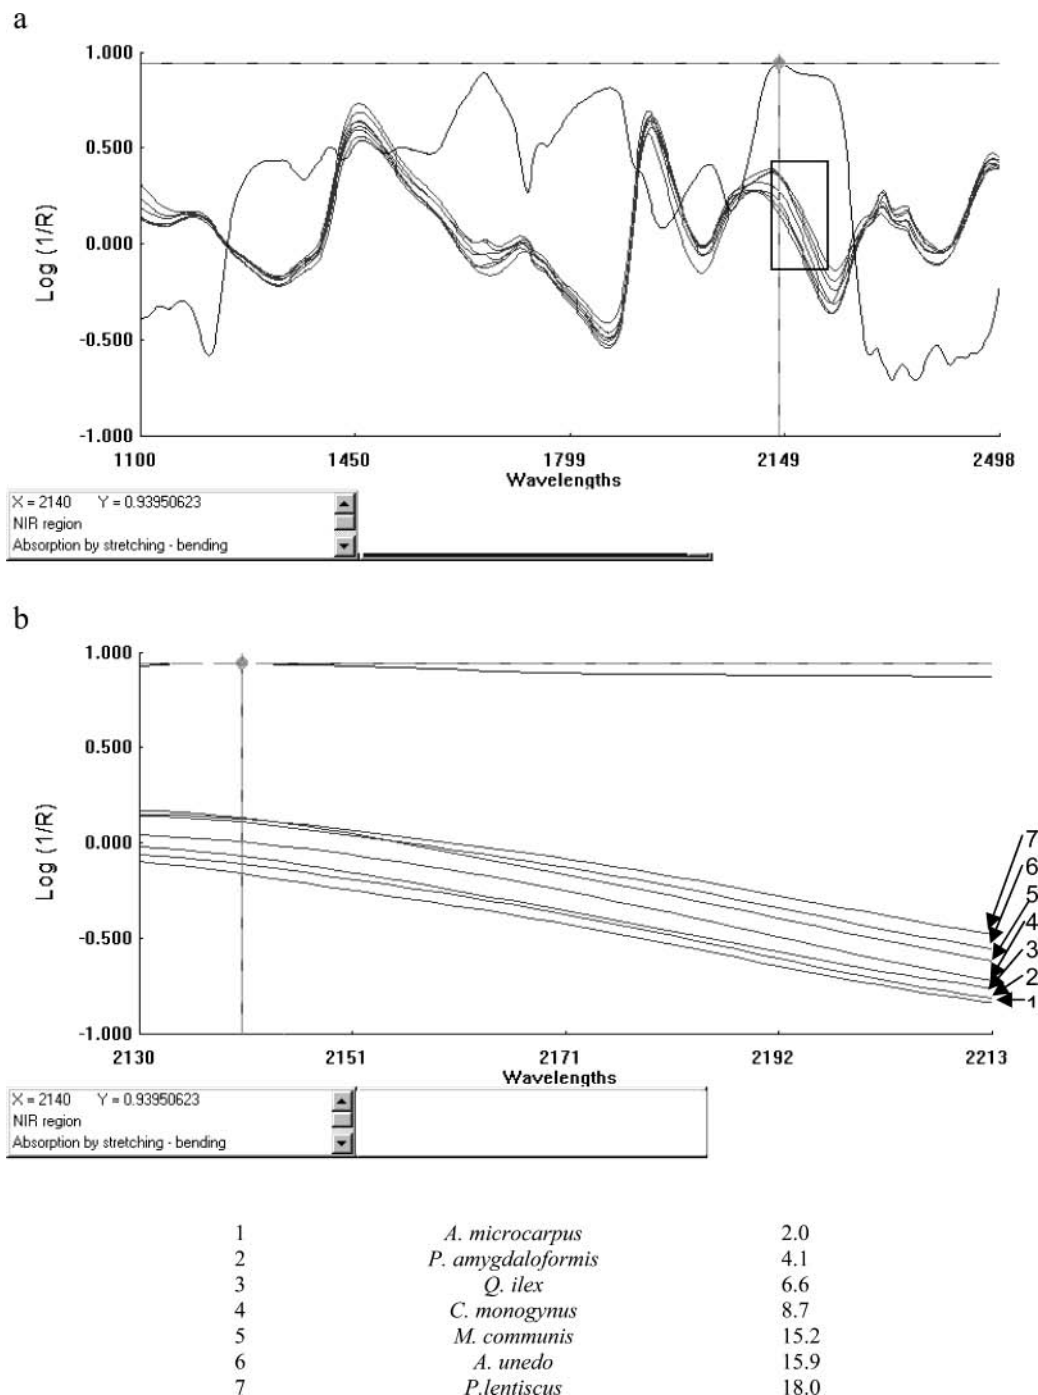 a
1.000
0.500
0.000
-0.500
-1.000
Log (1/R)
1100 1450 1799 2149 2498
Wavelengths
X = 2140 Y = 0.93950623
NIR region
Absorption by stretching - bending
b
1.000
0.500
0.000
-0.500
-1.000
Log (1/R)
7
6
5
4
3
2
1
2130 2151 2171 2192 2213
Wavelengths
X = 2140 Y = 0.93950623
NIR region
Absorption by stretching - bending
1 A. microcarpus 2.0
2 P. amygdaloformis 4.1
3 Q. ilex 6.6
4 C. monogynus 8.7
5 M. communis 15.2
6 A. unedo 15.9
7 P.lentiscus 18.0